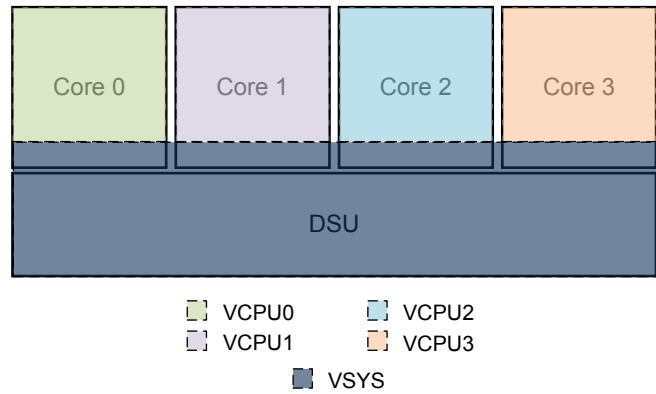 Core 0 Core 1 Core 2 Core 3
DSU
VCPU0 VCPU2
VCPU1 VCPU3
VSYS